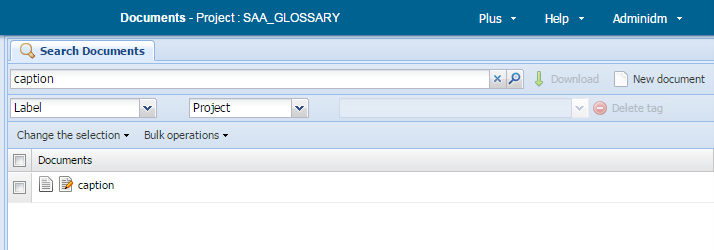 Documents - Project : SAA_GLOSSARY Plus Help Adminidm
Search Documents
caption Download New document
Label Project Delete tag
Change the selection Bulk operations
Documents
caption